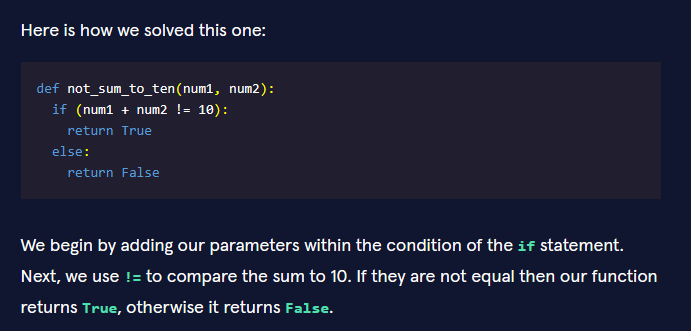 Here is how we solved this one:
def not_sum_to_ten(num1, num2):
  if (num1 + num2 != 10):
    return True
  else:
    return False
We begin by adding our parameters within the condition of the if statement.
Next, we use != to compare the sum to 10. If they are not equal then our function
returns True, otherwise it returns False.